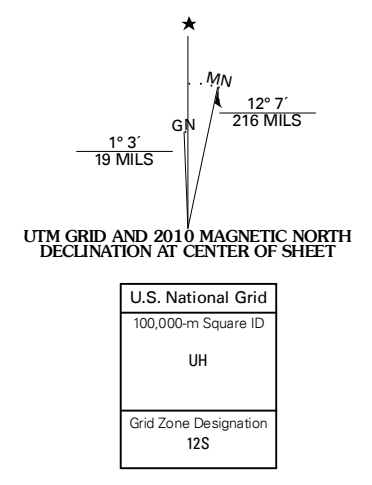 ★
MN
GN
12° 7´
216 MILS
1° 3´
19 MILS
UTM GRID AND 2010 MAGNETIC NORTH
DECLINATION AT CENTER OF SHEET
U.S. National Grid
100,000-m Square ID
UH
Grid Zone Designation
12S